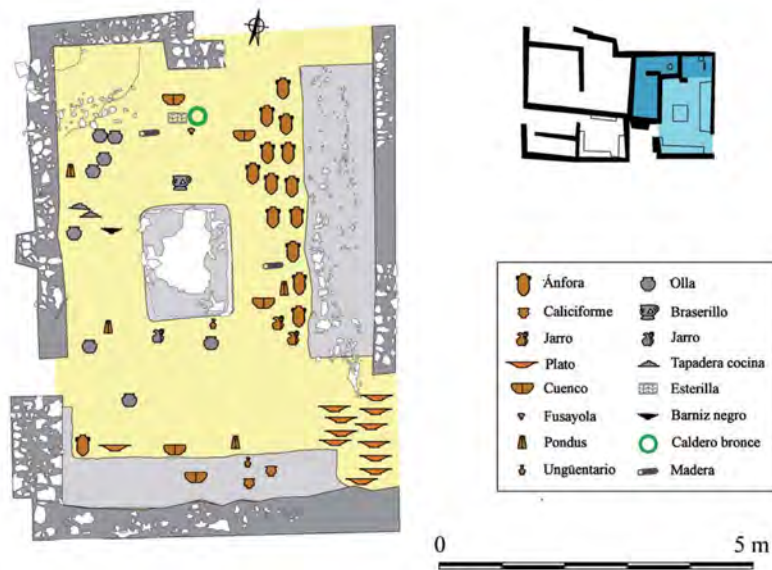 Ánfora
Olla
Caliciforme
Braserillo
Jarro
Jarro
Plato
Tapadera cocina
Cuenco
Esterilla
Fusayola
Barniz negro
Pondus
Caldero bronce
Ungüentario
Madera
0
5 m